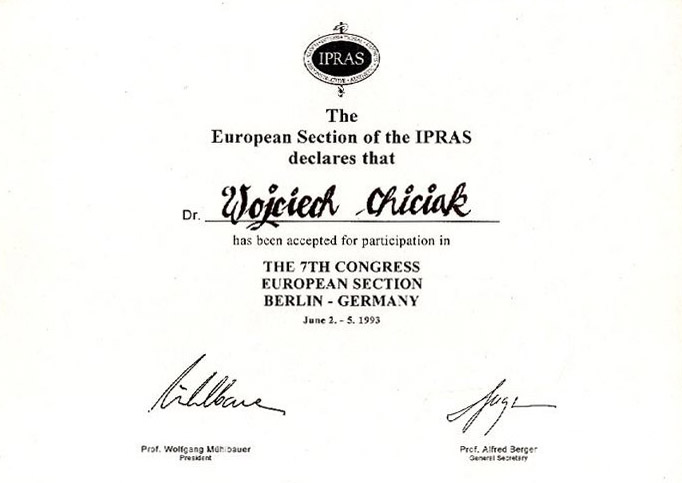 IPRAS
The
European Section of the IPRAS
declares that
Dr. Wojciech Chiciak
has been accepted for participation in
THE 7TH CONGRESS
EUROPEAN SECTION
BERLIN - GERMANY
June 2. - 5. 1993
Prof. Wolfgang Mühlbauer
President
Prof. Alfred Berger
General Secretary